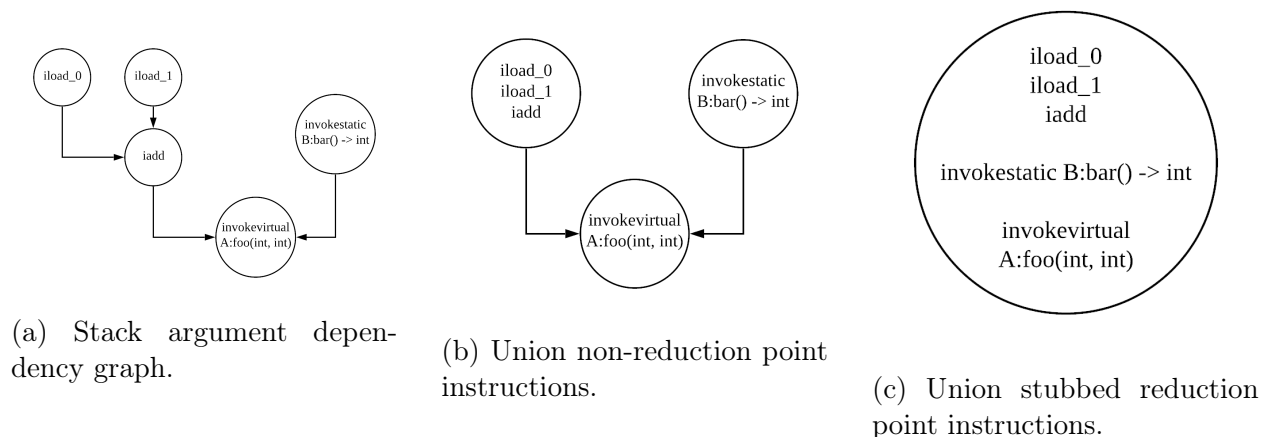 iload_0
iload_1
iadd
invokestatic
B:bar() -> int
invokevirtual
A:foo(int, int)
(a) Stack argument depen-
dency graph.
iload_0
iload_1
iadd
invokestatic
B:bar() -> int
invokevirtual
A:foo(int, int)
(b) Union non-reduction point
instructions.
iload_0
iload_1
iadd
invokestatic B:bar() -> int
invokevirtual
A:foo(int, int)
(c) Union stubbed reduction
point instructions.